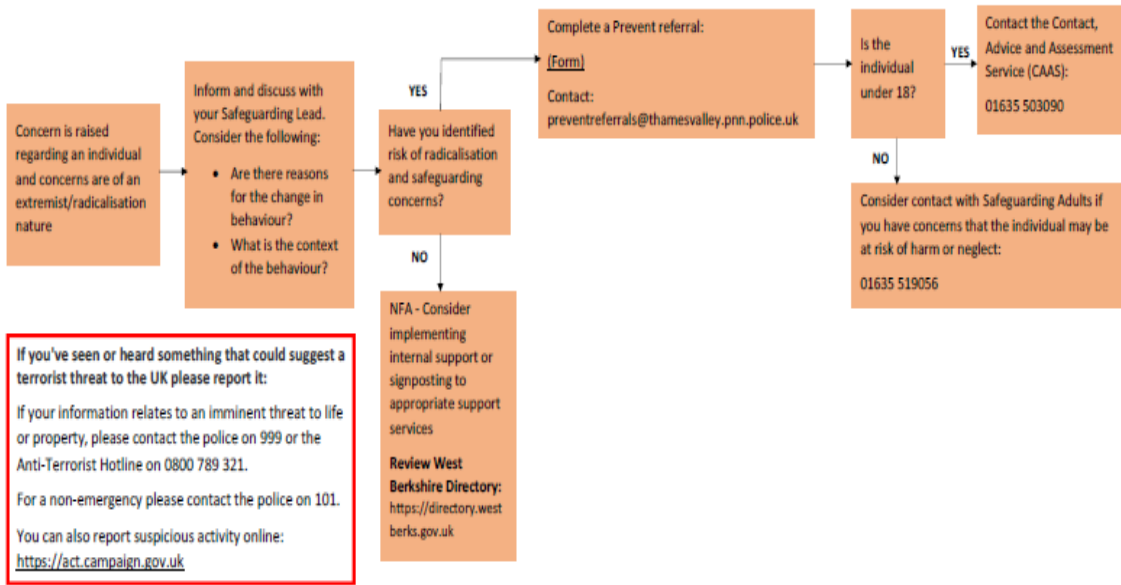 Concern is raised
regarding an individual
and concerns are of an
extremist/radicalisation
nature
Inform and discuss with
your Safeguarding Lead.
Consider the following:
• Are there reasons
for the change in
behaviour?
• What is the context
of the behaviour?
YES
Have you identified
risk of radicalisation
and safeguarding
concerns?
NO
NFA - Consider
implementing
internal support or
signposting to
appropriate support
services
Review West
Berkshire Directory:
https://directory.west
berks.gov.uk
Complete a Prevent referral:
(Form)
Contact:
preventreferrals@thamesvalley.pnn.police.uk
Is the
individual
under 18?
YES
Contact the Contact,
Advice and Assessment
Service (CAAS):
01635 503090
NO
Consider contact with Safeguarding Adults if
you have concerns that the individual may be
at risk of harm or neglect:
01635 519056
If you've seen or heard something that could suggest a
terrorist threat to the UK please report it:
If your information relates to an imminent threat to life
or property, please contact the police on 999 or the
Anti-Terrorist Hotline on 0800 789 321.
For a non-emergency please contact the police on 101.
You can also report suspicious activity online:
https://act.campaign.gov.uk